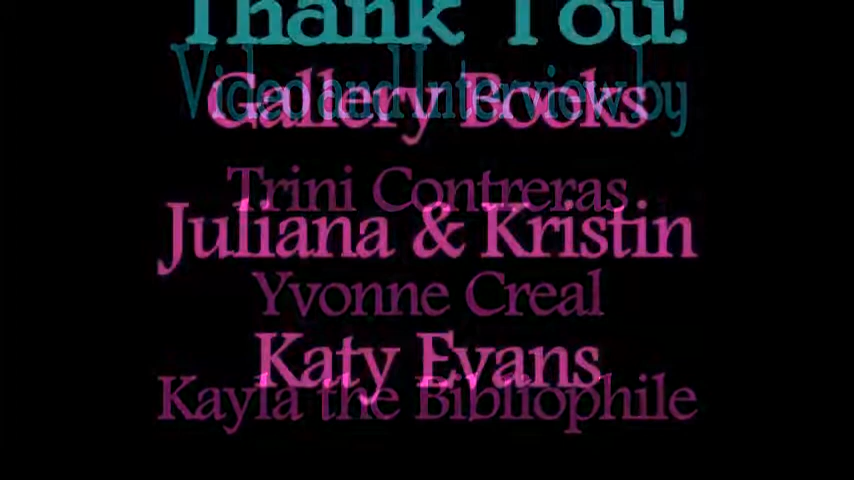 Thank You!
Video and Interview by
Gallery Books
Trini Contreras
Juliana & Kristin
Yvonne Creal
Katy Evans
Kayla the Bibliophile